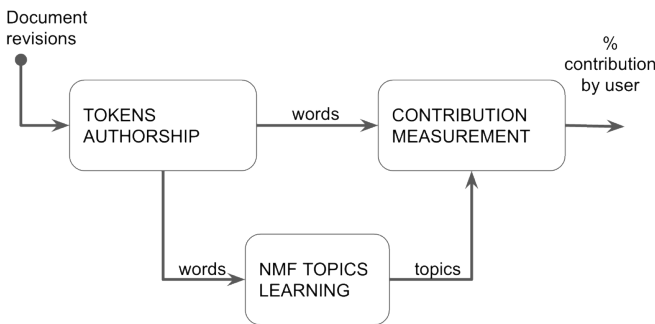 Document
revisions
%
contribution
by user
TOKENS
AUTHORSHIP
words
CONTRIBUTION
MEASUREMENT
words
NMF TOPICS
LEARNING
topics